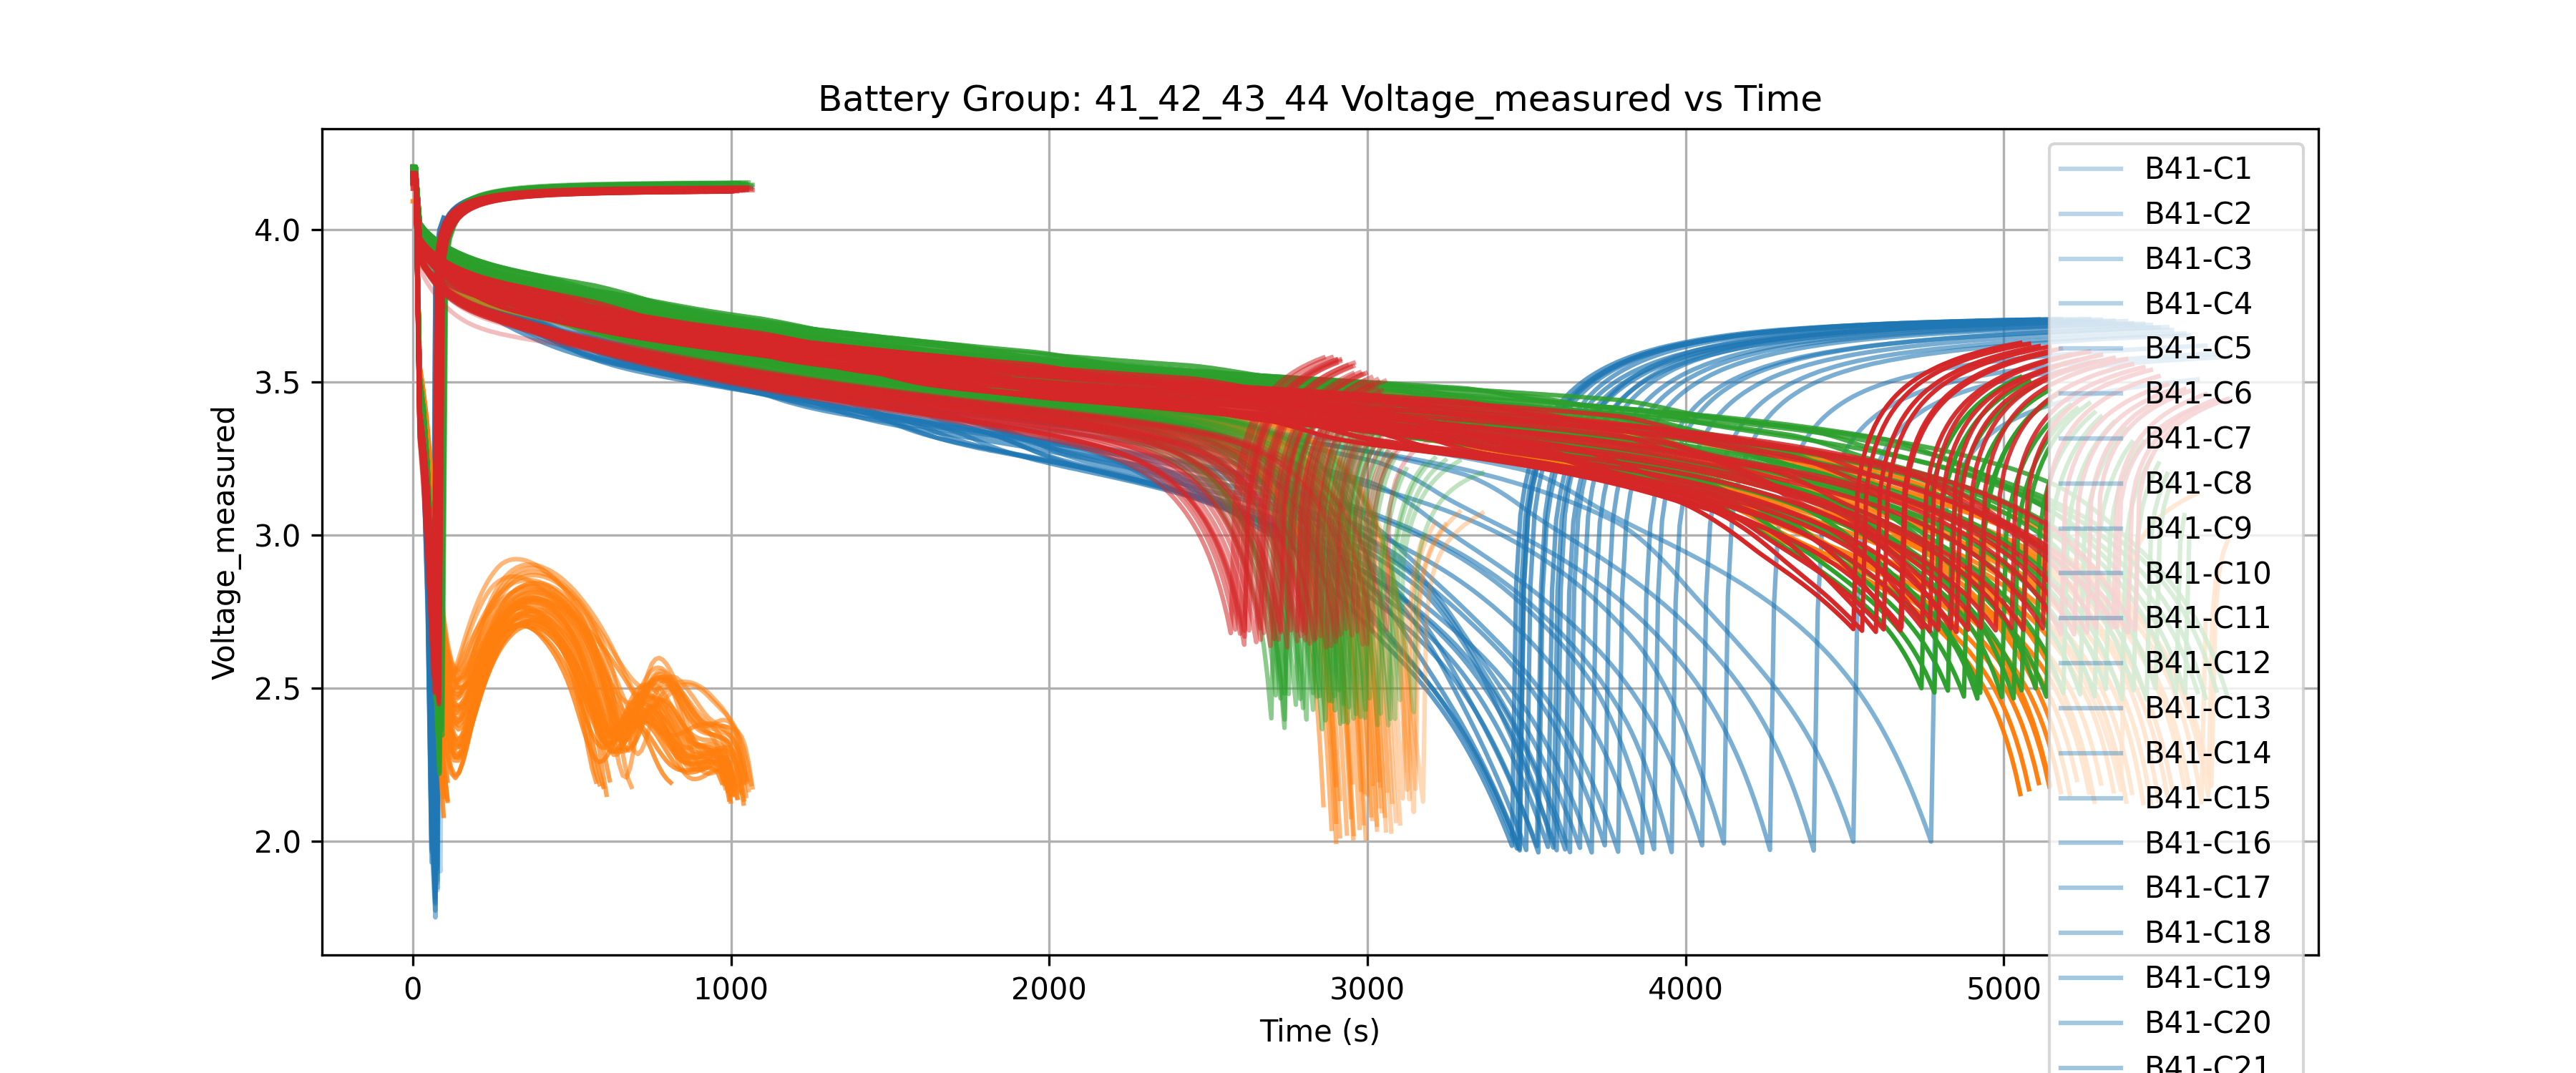 Battery Group: 41_42_43_44 Voltage_measured vs Time
Voltage_measured
4.0
3.5
3.0
2.5
2.0
0
1000
2000
3000
4000
5000
Time (s)
B41-C1
B41-C2
B41-C3
B41-C4
B41-C5
B41-C6
B41-C7
B41-C8
B41-C9
B41-C10
B41-C11
B41-C12
B41-C13
B41-C14
B41-C15
B41-C16
B41-C17
B41-C18
B41-C19
B41-C20
B41-C21